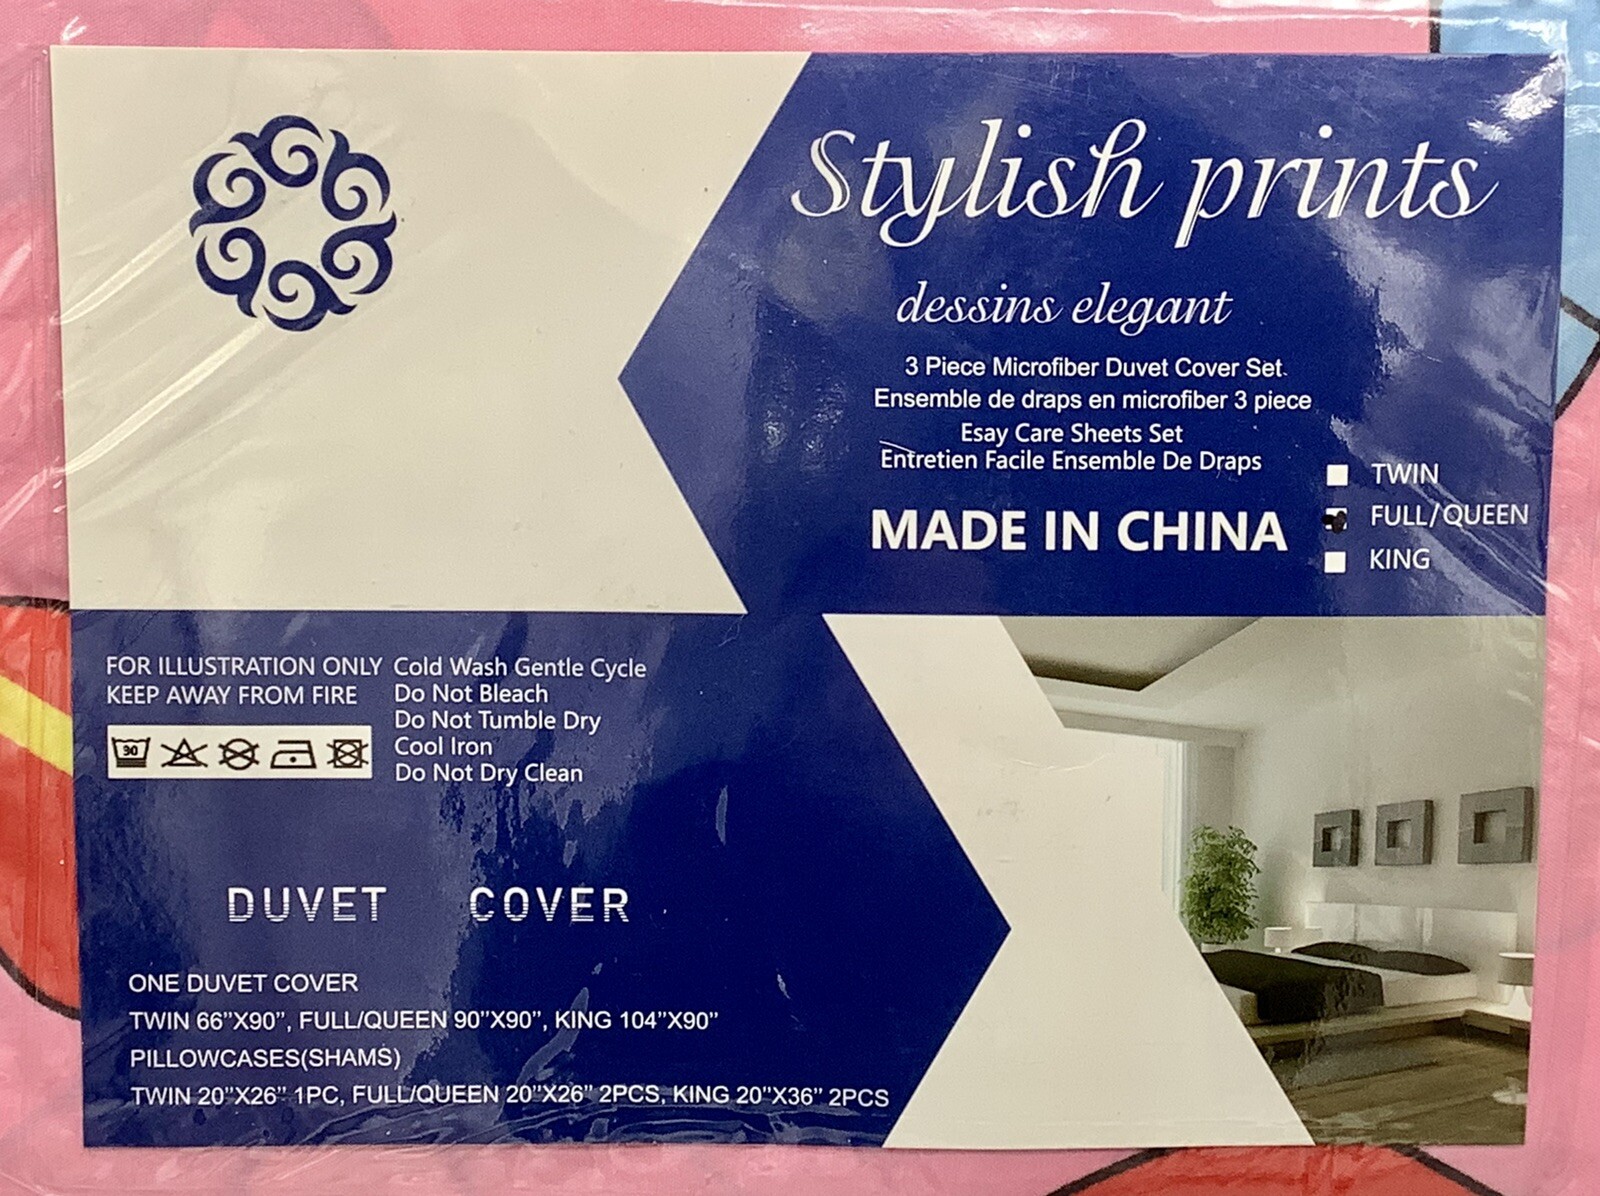 Stylish prints
dessins elegant
3 Piece Microfiber Duvet Cover Set
Ensemble de draps en microfiber 3 piece
Esay Care Sheets Set
Entretien Facile Ensemble De Draps
MADE IN CHINA
TWIN
FULL/QUEEN
KING
FOR ILLUSTRATION ONLY
KEEP AWAY FROM FIRE
30
Cold Wash Gentle Cycle
Do Not Bleach
Do Not Tumble Dry
Cool Iron
Do Not Dry Clean
DUVET COVER
ONE DUVET COVER
TWIN 66"X90", FULL/QUEEN 90"X90", KING 104"X90"
PILLOWCASES(SHAMS)
TWIN 20"X26" 1PC, FULL/QUEEN 20"X26" 2PCS, KING 20"X36" 2PCS